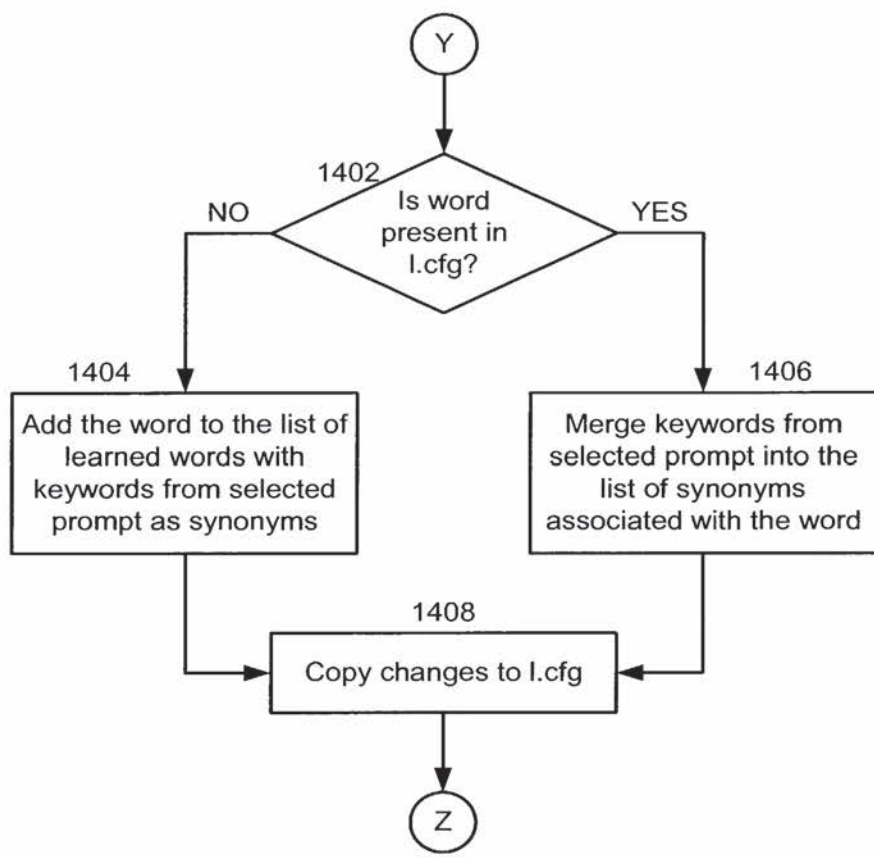 Y
1402
Is word
present in
l.cfg?
NO
YES
1404
Add the word to the list of
learned words with
keywords from selected
prompt as synonyms
1406
Merge keywords from
selected prompt into the
list of synonyms
associated with the word
1408
Copy changes to l.cfg
Z